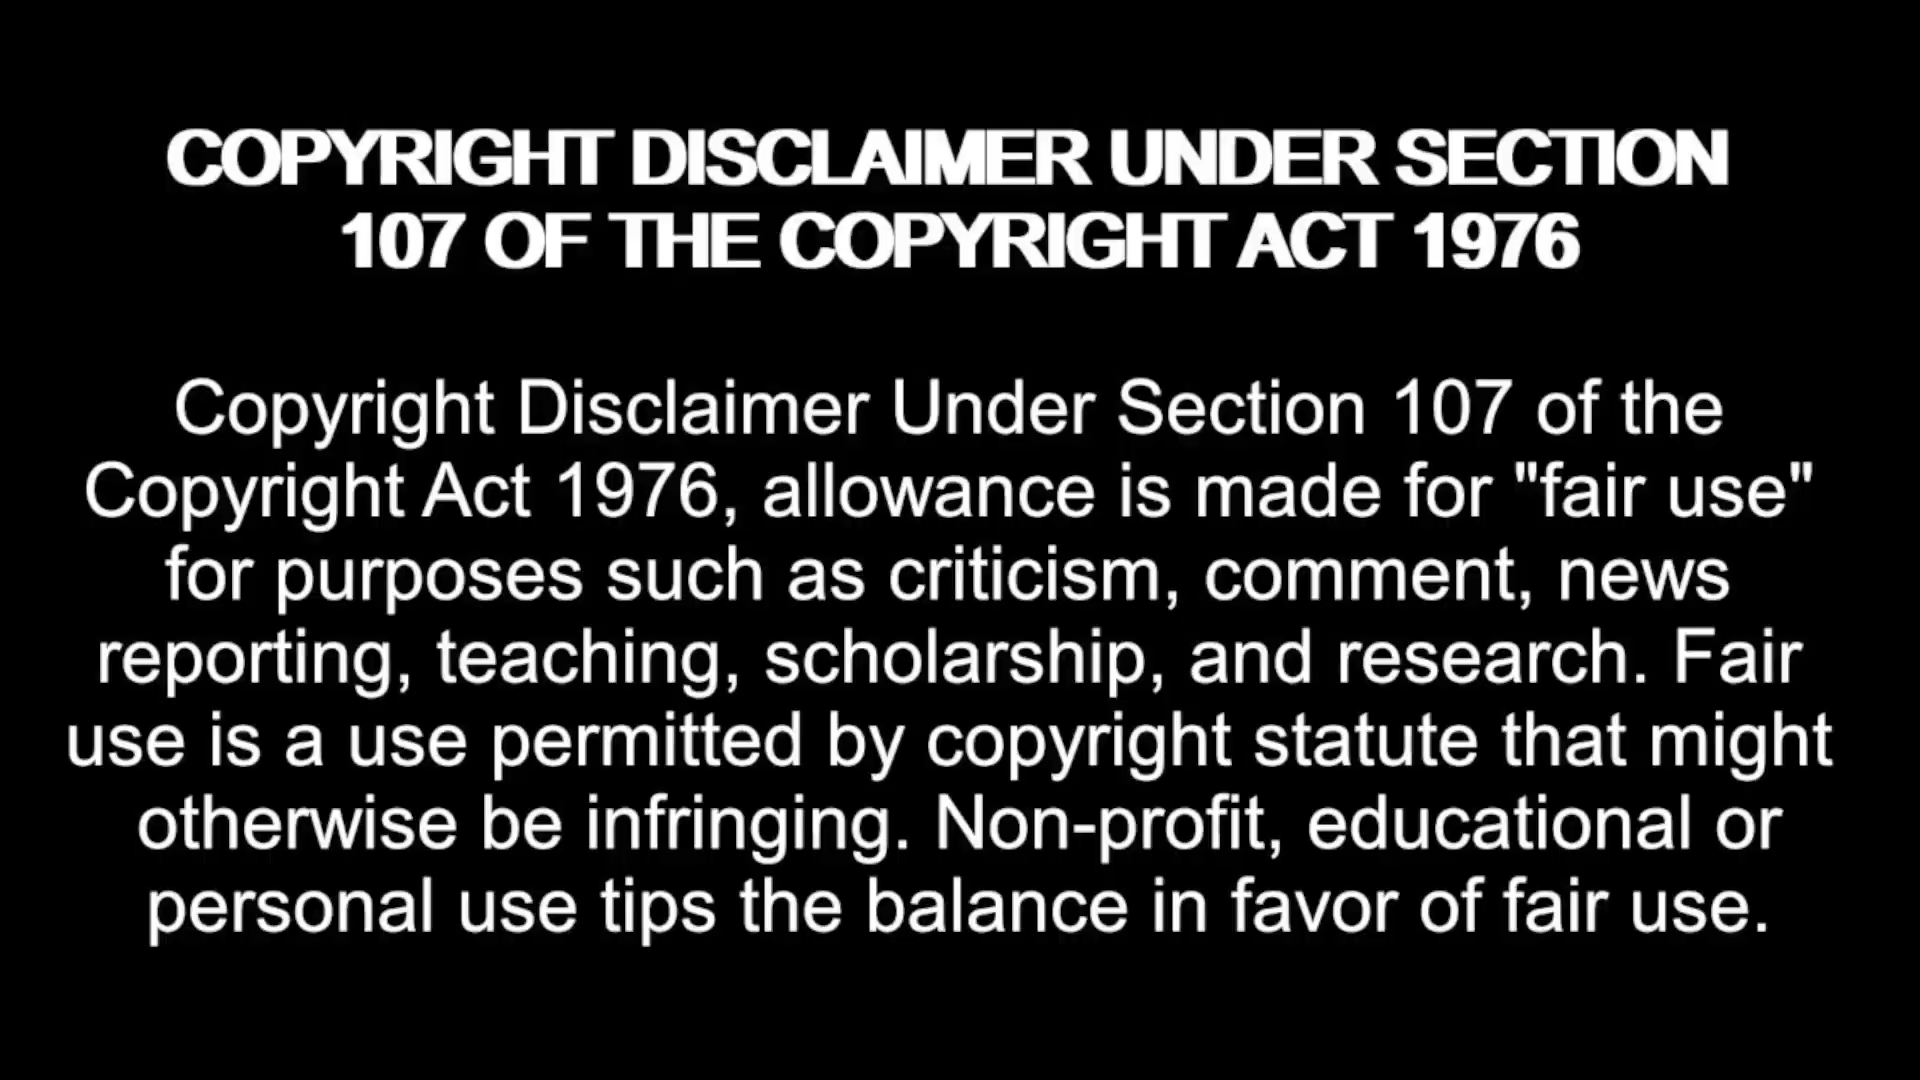 COPYRIGHT DISCLAIMER UNDER SECTION
107 OF THE COPYRIGHT ACT 1976
Copyright Disclaimer Under Section 107 of the
Copyright Act 1976, allowance is made for "fair use"
for purposes such as criticism, comment, news
reporting, teaching, scholarship, and research. Fair
use is a use permitted by copyright statute that might
otherwise be infringing. Non-profit, educational or
personal use tips the balance in favor of fair use.